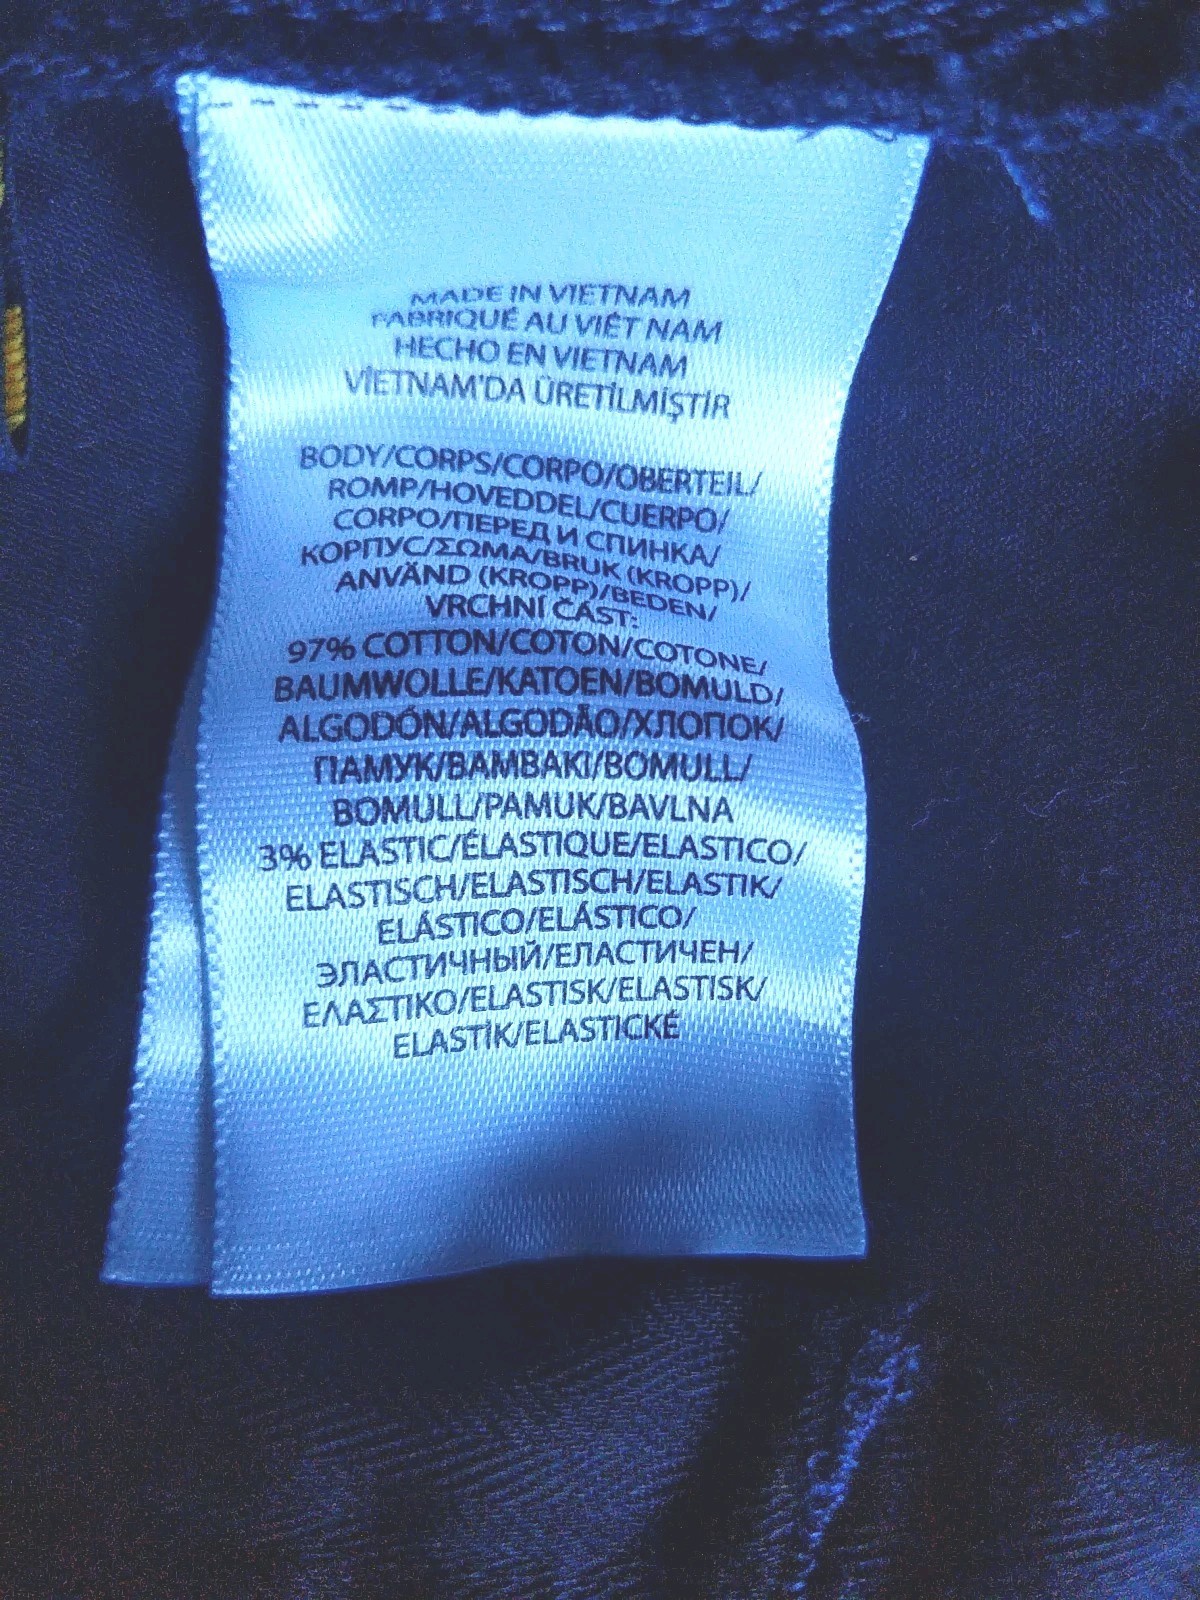 MADE IN VIETNAM
FABRIQUÉ AU VIÊT NAM
HECHO EN VIETNAM
VİETNAM'DA ÜRETİLMİŞTİR
BODY/CORPS/CORPO/OBERTEIL/
ROMP/HOVEDDEL/CUERPO/
CORPO/ПЕРЕД И СПИНКА/
КОРПУС/ΣΩΜΑ/BRUK (KROPP)/
ANVÄND (KROPP)/BEDEN/
VRCHNÍ ČÁST:
97% COTTON/COTON/COTONE/
BAUMWOLLE/KATOEN/BOMULD/
ALGODÓN/ALGODÃO/ХЛОПОК/
ПАМУК/ΒΑΜΒΑΚΙ/BOMULL/
BOMULL/PAMUK/BAVLNA
3% ELASTIC/ÉLASTIQUE/ELASTICO/
ELASTISCH/ELASTISCH/ELASTIK/
ELÁSTICO/ELÁSTICO/
ЭЛАСТИЧНЫЙ/ЕЛАСТИЧЕН/
ΕΛΑΣΤΙΚΟ/ELASTISK/ELASTISK/
ELASTİK/ELASTICKÉ